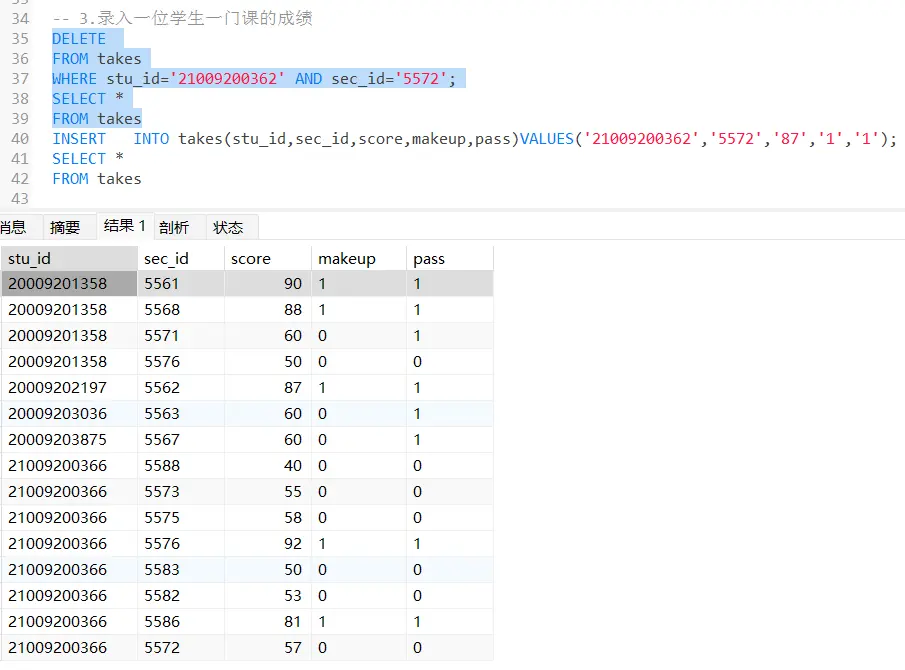 34 -- 3.录入一位学生一门课的成绩
35 DELETE
36 FROM takes
37 WHERE stu_id='21009200362' AND sec_id='5572';
38 SELECT *
39 FROM takes
40 INSERT INTO takes(stu_id,sec_id,score,makeup,pass)VALUES('21009200362','5572','87','1','1');
41 SELECT *
42 FROM takes
43
消息 摘要 结果 1 剖析 状态
stu_id sec_id score makeup pass
20009201358 5561 90 1 1
20009201358 5568 88 1 1
20009201358 5571 60 0 1
20009201358 5576 50 0 0
20009202197 5562 87 1 1
20009203036 5563 60 0 1
20009203875 5567 60 0 1
21009200366 5588 40 0 0
21009200366 5573 55 0 0
21009200366 5575 58 0 0
21009200366 5576 92 1 1
21009200366 5583 50 0 0
21009200366 5582 53 0 0
21009200366 5586 81 1 1
21009200366 5572 57 0 0